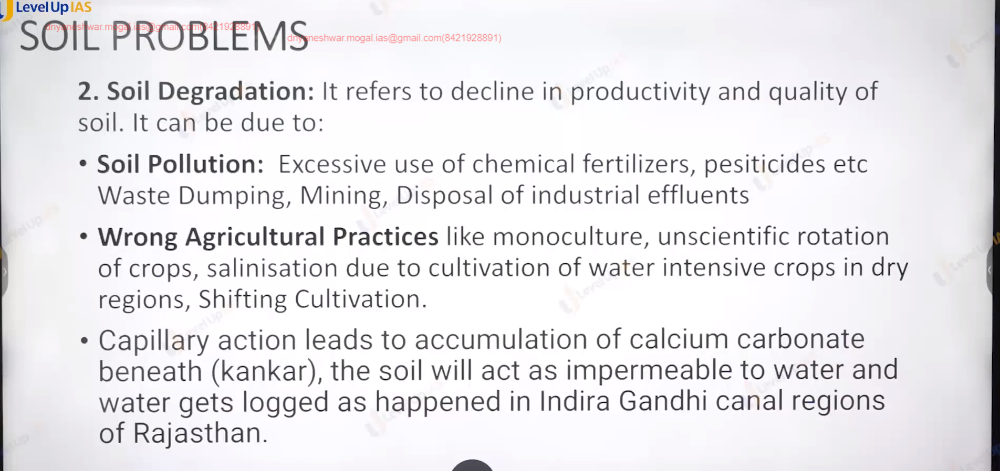 LevelUpIAS
SOIL PROBLEMS
dnyaneshwar.mogal.ias@gmail.com(8421928891)
dnyaneshwar.mogal.ias@gmail.com(8421928891)
2. Soil Degradation: It refers to decline in productivity and quality of
soil. It can be due to:
• Soil Pollution: Excessive use of chemical fertilizers, pesiticides etc
Waste Dumping, Mining, Disposal of industrial effluents
• Wrong Agricultural Practices like monoculture, unscientific rotation
of crops, salinisation due to cultivation of water intensive crops in dry
regions, Shifting Cultivation.
• Capillary action leads to accumulation of calcium carbonate
beneath (kankar), the soil will act as impermeable to water and
water gets logged as happened in Indira Gandhi canal regions
of Rajasthan.